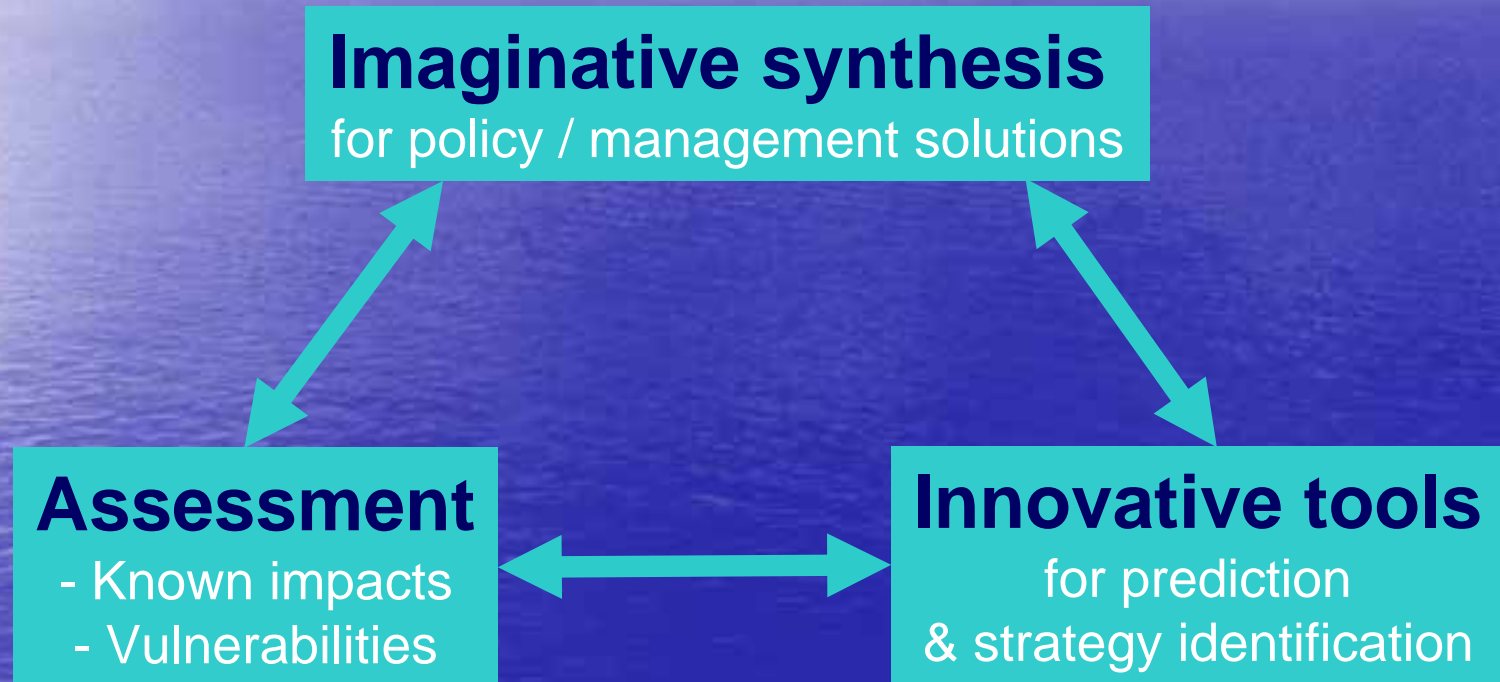 Imaginative synthesis
for policy / management solutions
Assessment
- Known impacts
- Vulnerabilities
Innovative tools
for prediction
& strategy identification